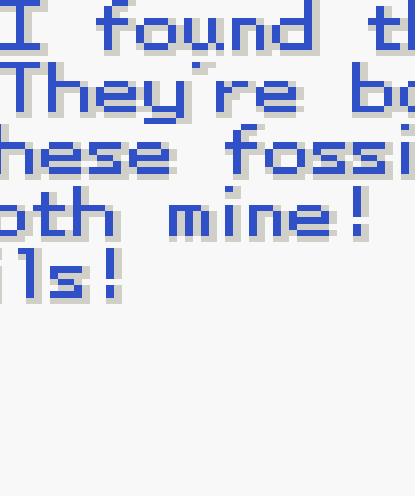 I found th
They're bo
hese fossi
oth mine!
ils!